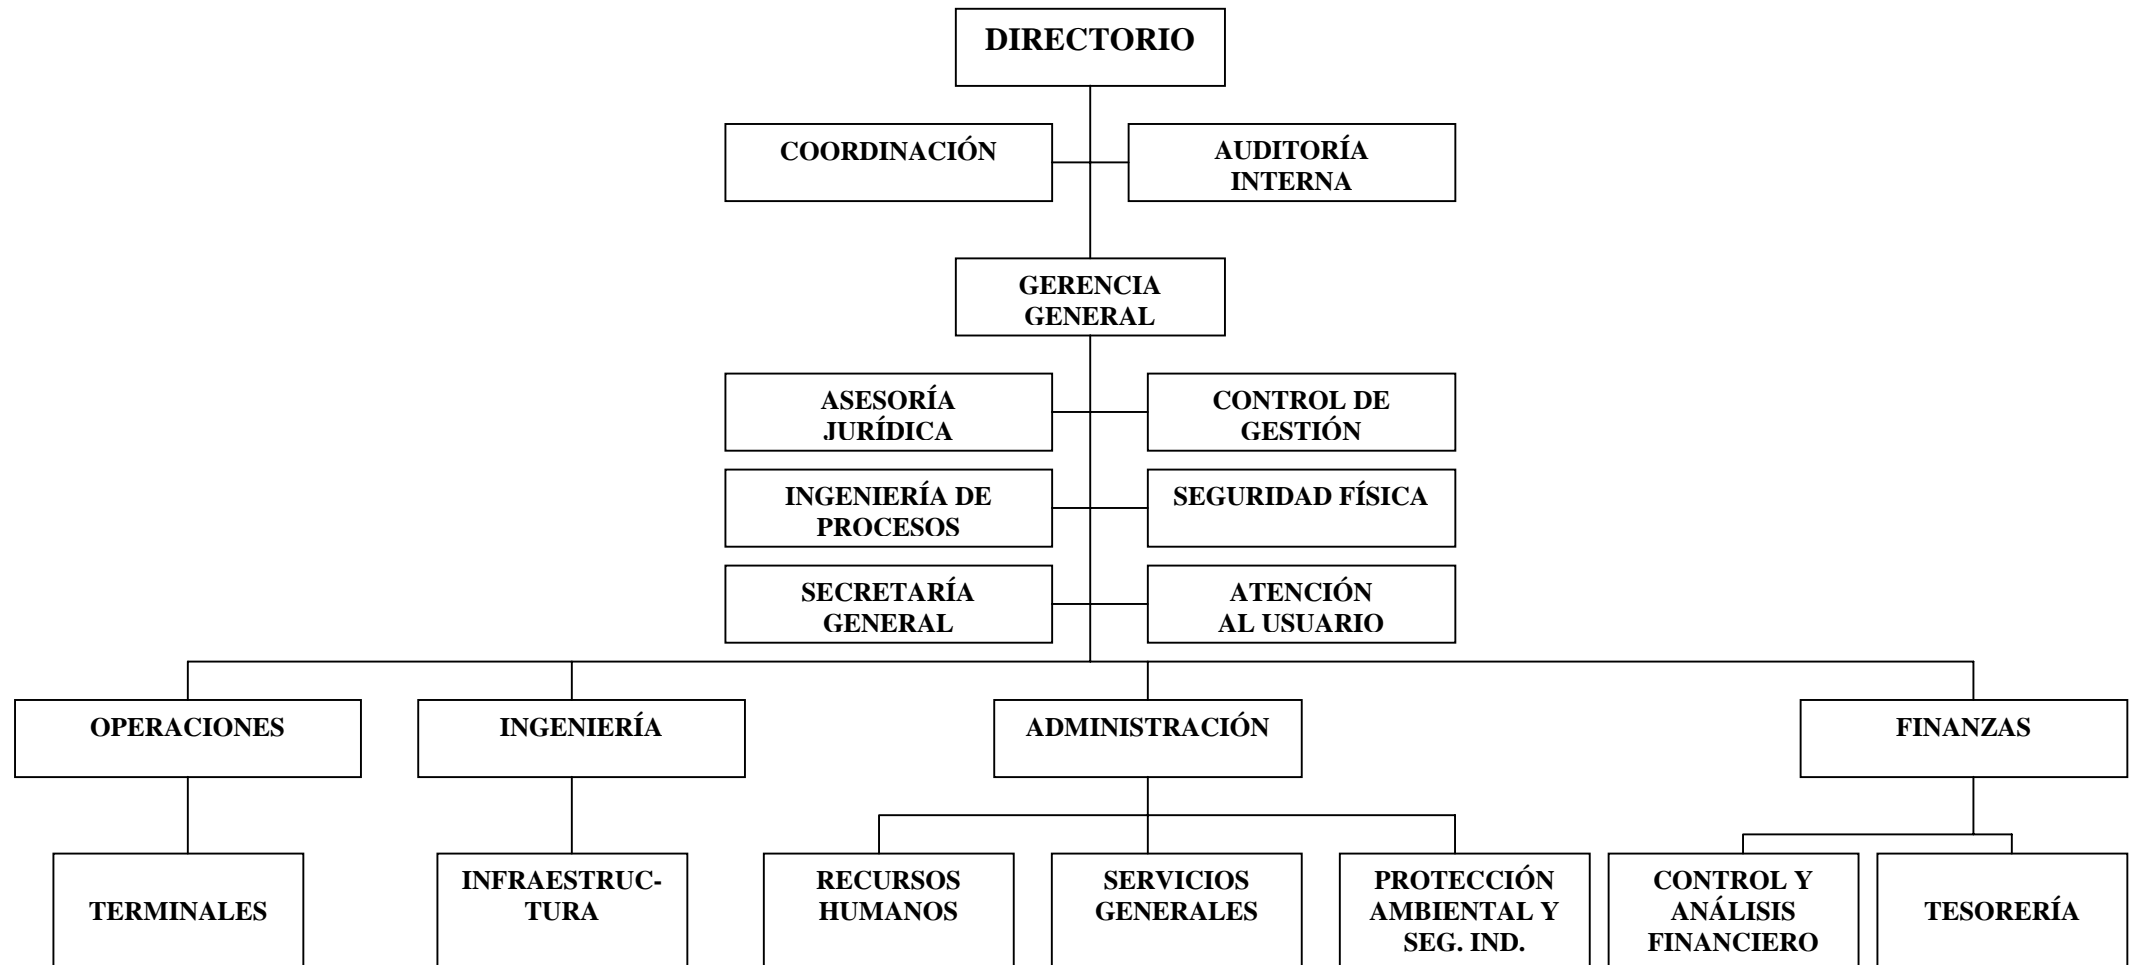 DIRECTORIO
COORDINACIÓN
AUDITORÍA
INTERNA
GERENCIA
GENERAL
ASESORÍA
JURÍDICA
CONTROL DE
GESTIÓN
INGENIERÍA DE
PROCESOS
SEGURIDAD FÍSICA
SECRETARÍA
GENERAL
ATENCIÓN
AL USUARIO
OPERACIONES
INGENIERÍA
ADMINISTRACIÓN
FINANZAS
TERMINALES
INFRAESTRUC-
TURA
RECURSOS
HUMANOS
SERVICIOS
GENERALES
PROTECCIÓN
AMBIENTAL Y
SEG. IND.
CONTROL Y
ANÁLISIS
FINANCIERO
TESORERÍA